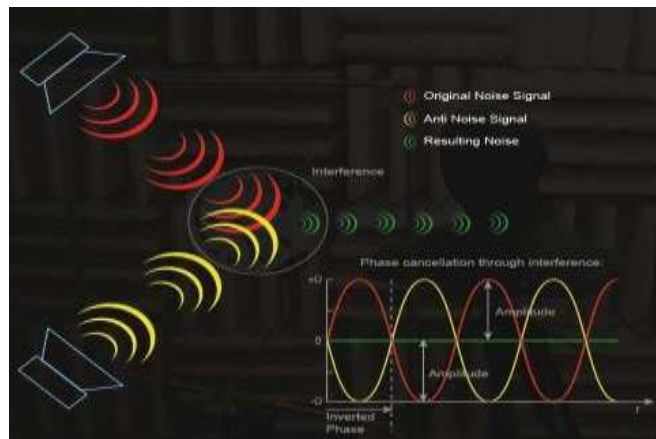 Original Noise Signal
Anti Noise Signal
Resulting Noise
Interference
Phase cancellation through interference:
Amplitude
0
Amplitude
Inverted
Phase